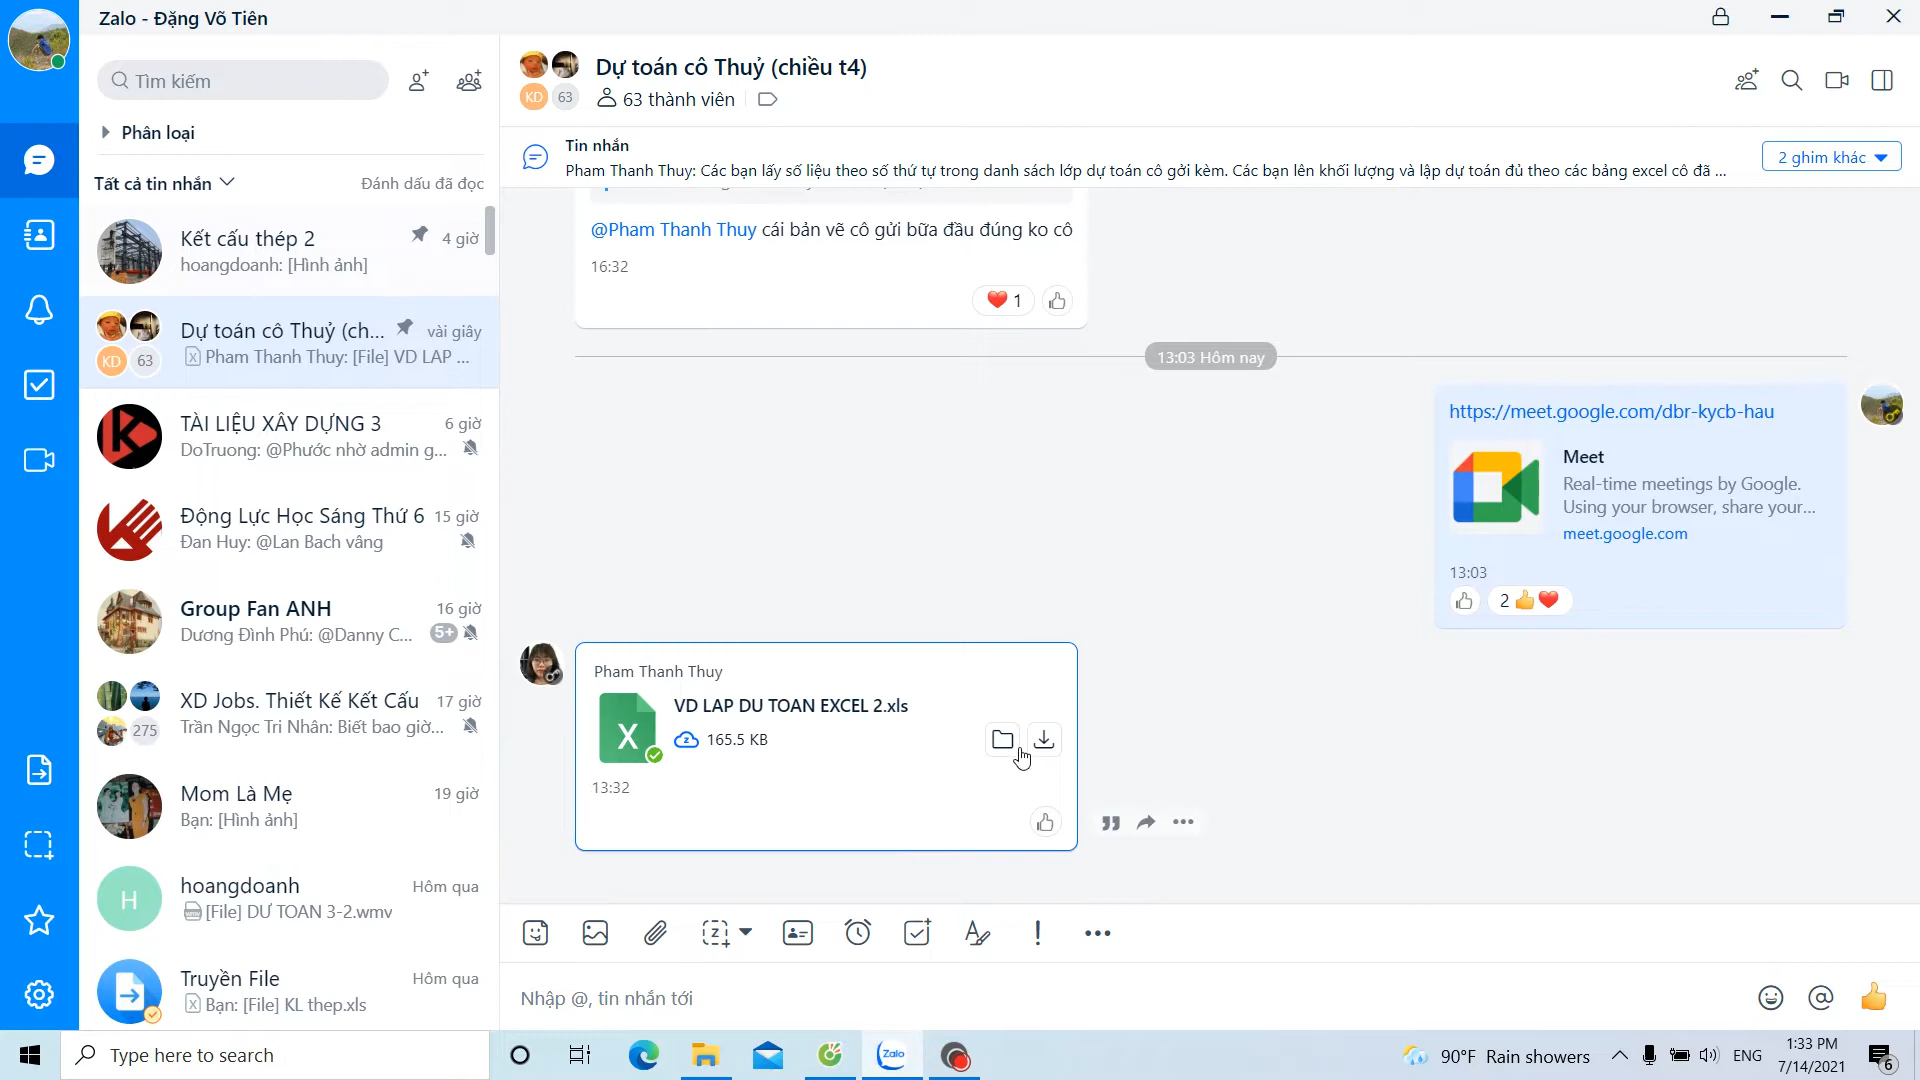 Zalo - Đặng Võ Tiên
Tìm kiếm
Phân loại
Tất cả tin nhắn
Đánh dấu đã đọc
Kết cấu thép 2
4 giờ
hoangdoanh: [Hình ảnh]
Dự toán cô Thuỷ (ch...
vài giây
KD
63
Pham Thanh Thuy: [File] VD LAP ...
TÀI LIỆU XÂY DỰNG 3
6 giờ
DoTruong: @Phước nhờ admin g...
Động Lực Học Sáng Thứ 6
15 giờ
Đan Huy: @Lan Bach vâng
Group Fan ANH
16 giờ
Dương Đình Phú: @Danny C...
5+
XD Jobs. Thiết Kế Kết Cấu
17 giờ
275
Trần Ngọc Tri Nhân: Biết bao giờ...
Mom Là Mẹ
19 giờ
Bạn: [Hình ảnh]
H
hoangdoanh
Hôm qua
[File] DƯ TOAN 3-2.wmv
Truyền File
Hôm qua
Bạn: [File] KL thep.xls
Dự toán cô Thuỷ (chiều t4)
KD
63
63 thành viên
Tin nhắn
Pham Thanh Thuy: Các bạn lấy số liệu theo số thứ tự trong danh sách lớp dự toán cô gởi kèm. Các bạn lên khối lượng và lập dự toán đủ theo các bảng excel cô đã ...
2 ghim khác
@Pham Thanh Thuy cái bản vẽ cô gửi bữa đầu đúng ko cô
16:32
1
13:03 Hôm nay
https://meet.google.com/dbr-kycb-hau
Meet
Real-time meetings by Google.
Using your browser, share your...
meet.google.com
13:03
2
Pham Thanh Thuy
X
VD LAP DU TOAN EXCEL 2.xls
165.5 KB
13:32
Nhập @, tin nhắn tới
Type here to search
Zalo
90°F Rain showers
ENG
1:33 PM
7/14/2021
6